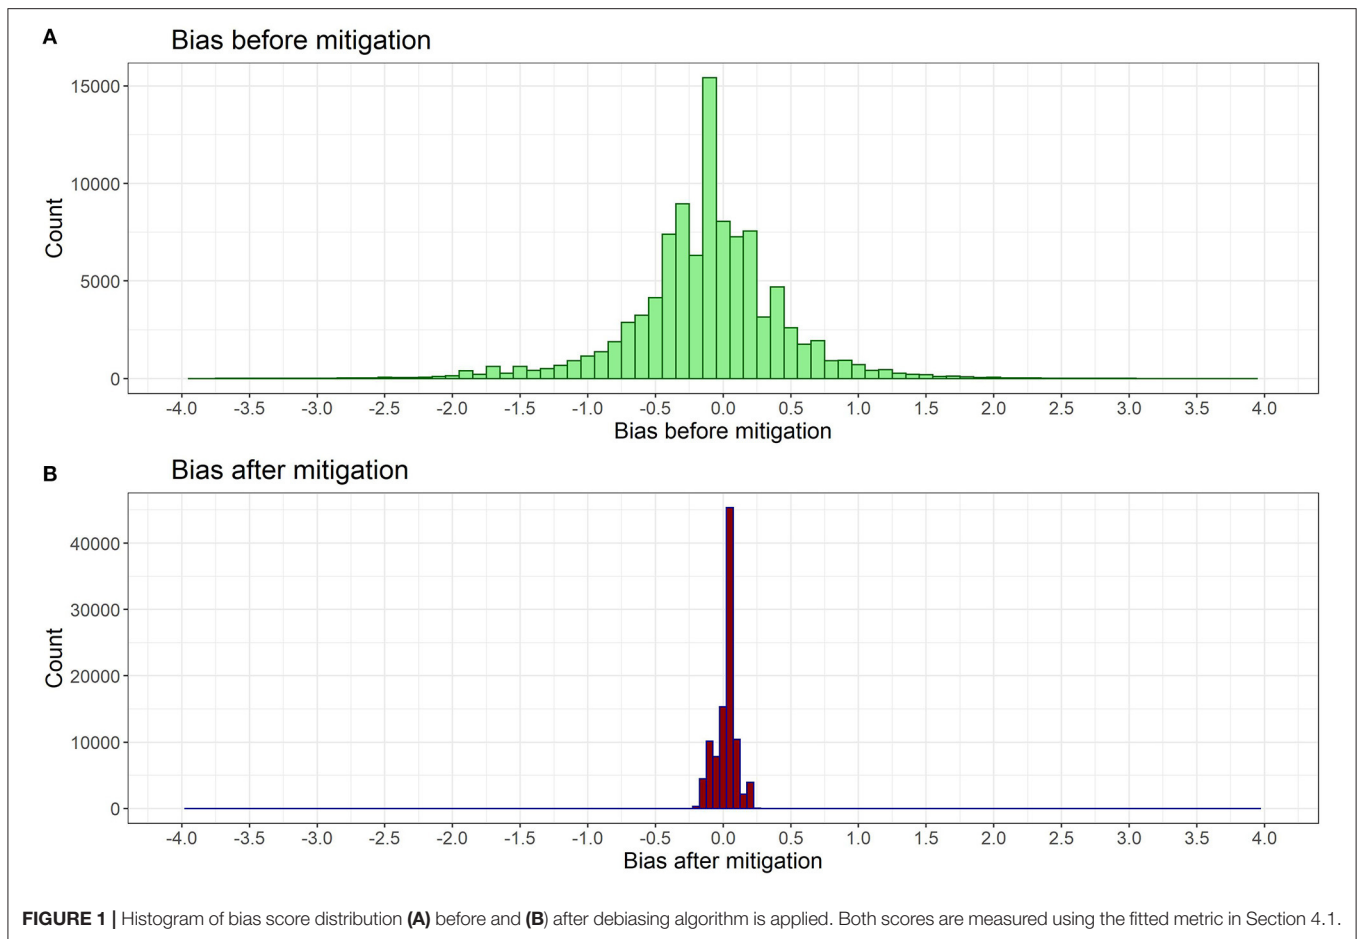 A
Bias before mitigation
15000
10000
5000
0
Count
-4.0 -3.5 -3.0 -2.5 -2.0 -1.5 -1.0 -0.5 0.0 0.5 1.0 1.5 2.0 2.5 3.0 3.5 4.0
Bias before mitigation
B
Bias after mitigation
40000
30000
20000
10000
0
Count
-4.0 -3.5 -3.0 -2.5 -2.0 -1.5 -1.0 -0.5 0.0 0.5 1.0 1.5 2.0 2.5 3.0 3.5 4.0
Bias after mitigation
FIGURE 1 | Histogram of bias score distribution (A) before and (B) after debiasing algorithm is applied. Both scores are measured using the fitted metric in Section 4.1.